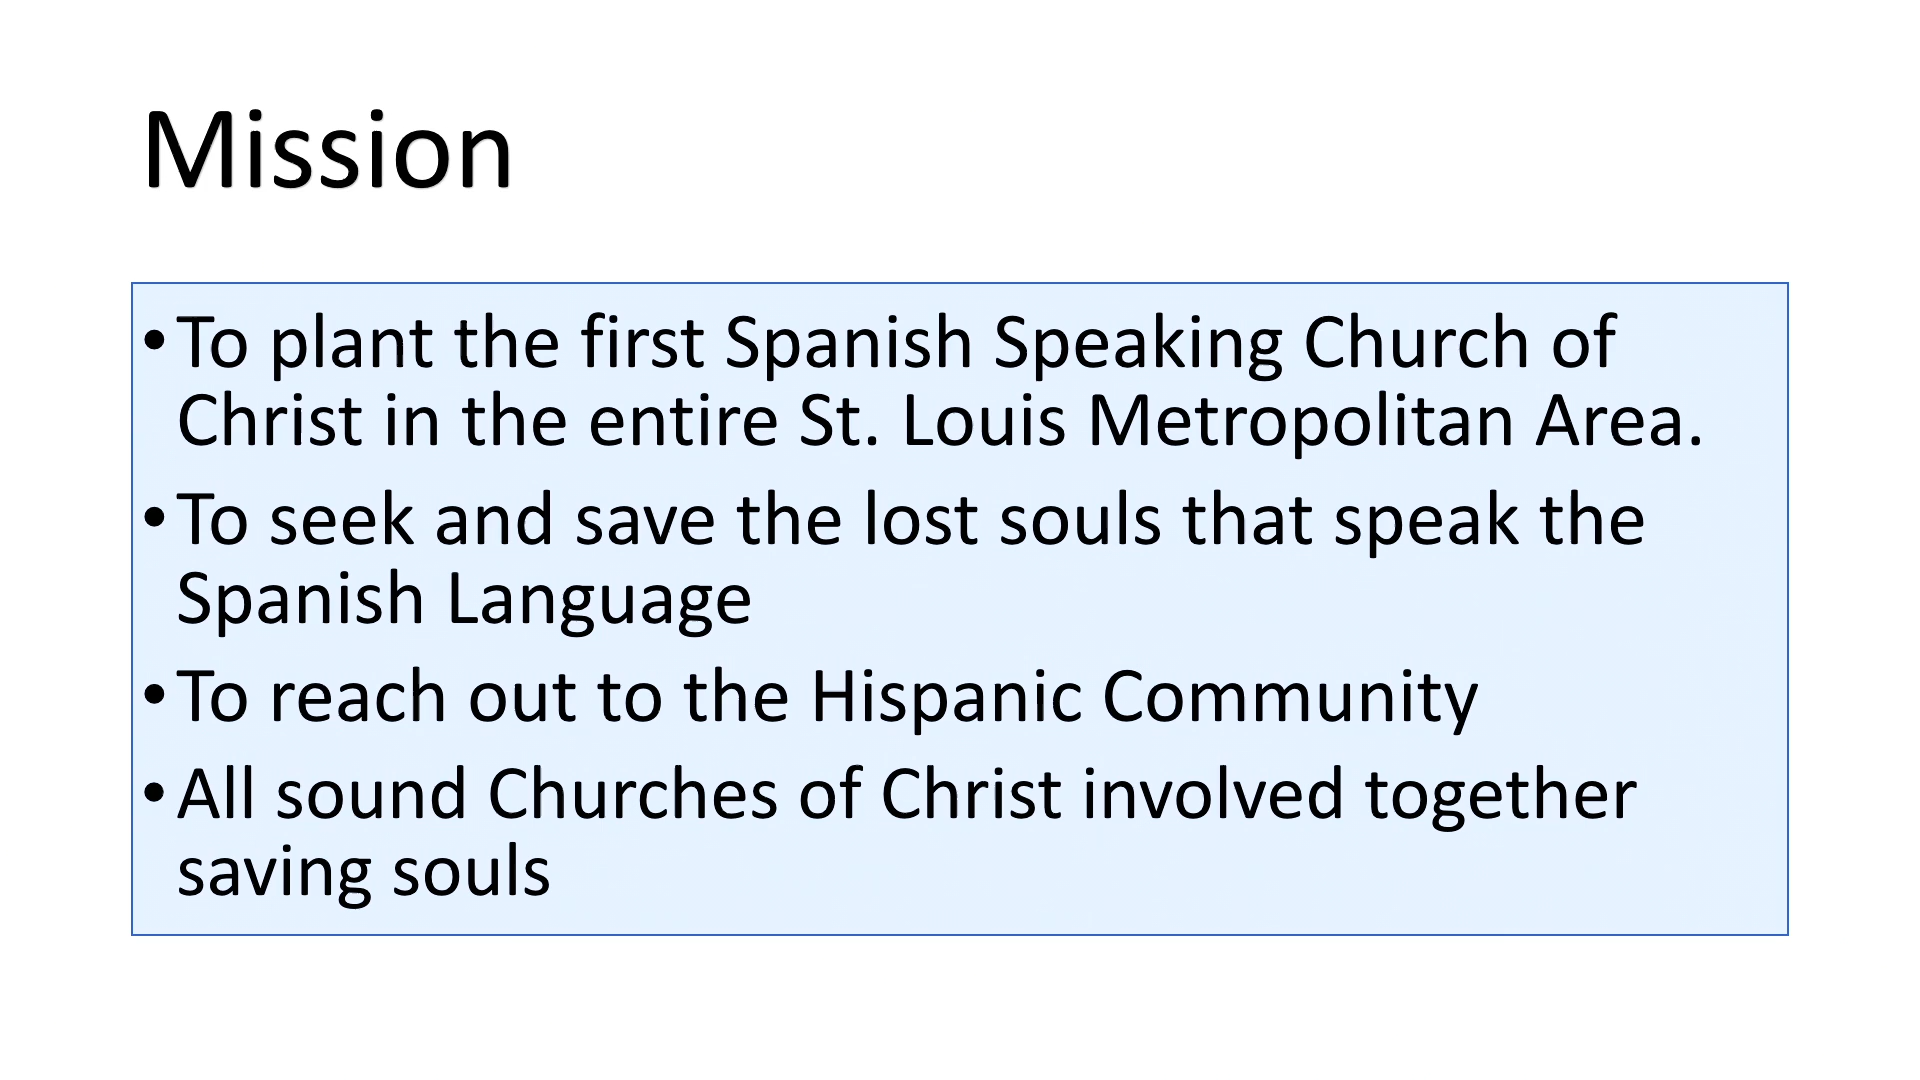 Mission
• To plant the first Spanish Speaking Church of
Christ in the entire St. Louis Metropolitan Area.
• To seek and save the lost souls that speak the
Spanish Language
• To reach out to the Hispanic Community
• All sound Churches of Christ involved together
saving souls